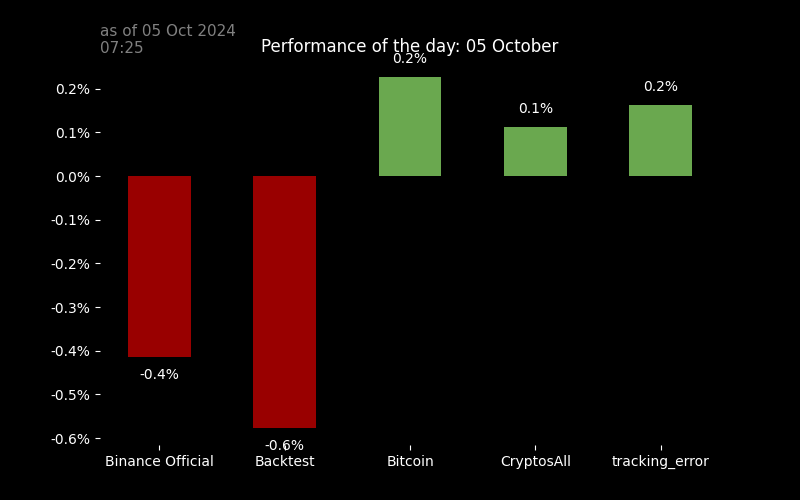 as of 05 Oct 2024
07:25
Performance of the day: 05 October
0.2%
0.1%
0.0%
-0.1%
-0.2%
-0.3%
-0.4%
-0.5%
-0.6%
-0.4%
-0.6%
0.2%
0.1%
0.2%
Binance Official
Backtest
Bitcoin
CryptosAll
tracking_error